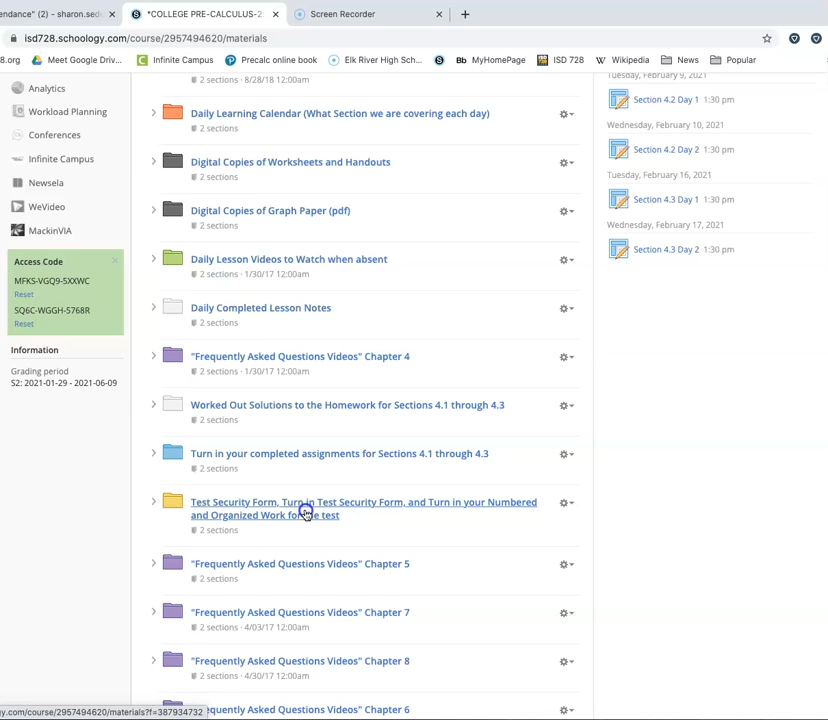 endance" (2) - sharon.sed
*COLLEGE PRE-CALCULUS-2
Screen Recorder
isd728.schoology.com/course/2957494620/materials
8.org
Meet Google Driv...
Infinite Campus
Precalc online book
Elk River High Sch...
Bb MyHomePage
ISD 728
Wikipedia
News
Popular
Analytics
Workload Planning
Conferences
Infinite Campus
Newsela
WeVideo
MackinVIA
Access Code
MFKS-VGQ9-5XXWC
Reset
SQ6C-WGGH-5768R
Reset
Information
Grading period
S2: 2021-01-29 - 2021-06-09
2 sections · 8/28/18 12:00am
Daily Learning Calendar (What Section we are covering each day)
2 sections
Digital Copies of Worksheets and Handouts
2 sections
Digital Copies of Graph Paper (pdf)
2 sections
Daily Lesson Videos to Watch when absent
2 sections · 1/30/17 12:00am
Daily Completed Lesson Notes
2 sections
"Frequently Asked Questions Videos" Chapter 4
2 sections · 1/30/17 12:00am
Worked Out Solutions to the Homework for Sections 4.1 through 4.3
2 sections
Turn in your completed assignments for Sections 4.1 through 4.3
2 sections
Test Security Form, Turn in Test Security Form, and Turn in your Numbered
and Organized Work for the test
2 sections
"Frequently Asked Questions Videos" Chapter 5
2 sections
"Frequently Asked Questions Videos" Chapter 7
2 sections · 4/03/17 12:00am
"Frequently Asked Questions Videos" Chapter 8
2 sections · 4/30/17 12:00am
equently Asked Questions Videos" Chapter 6
Tuesday, February 9, 2021
Section 4.2 Day 1 1:30 pm
Wednesday, February 10, 2021
Section 4.2 Day 2 1:30 pm
Tuesday, February 16, 2021
Section 4.3 Day 1 1:30 pm
Wednesday, February 17, 2021
Section 4.3 Day 2 1:30 pm
gy.com/course/2957494620/materials?f=387934732